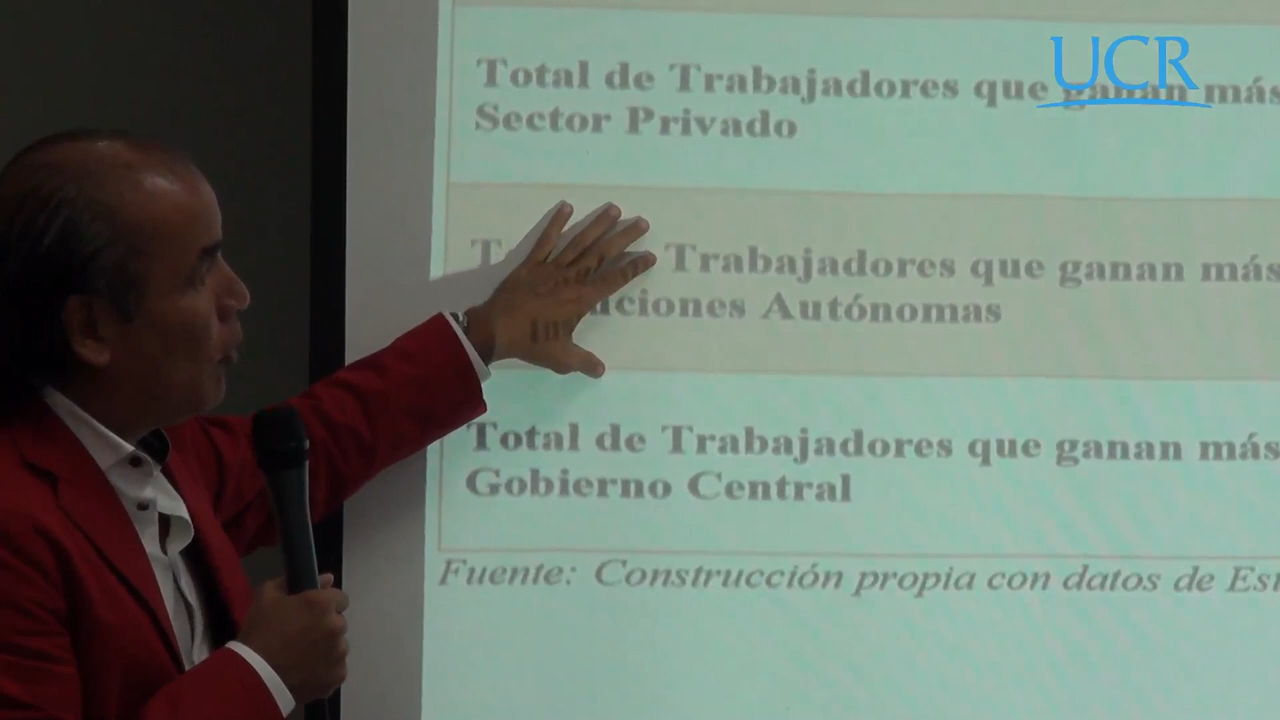 UCR
Total de Trabajadores que ganan más
Sector Privado
Trabajadores que ganan más
Autónomas
Total de Trabajadores que ganan más
Gobierno Central
Fuente: Construcción propia con datos de